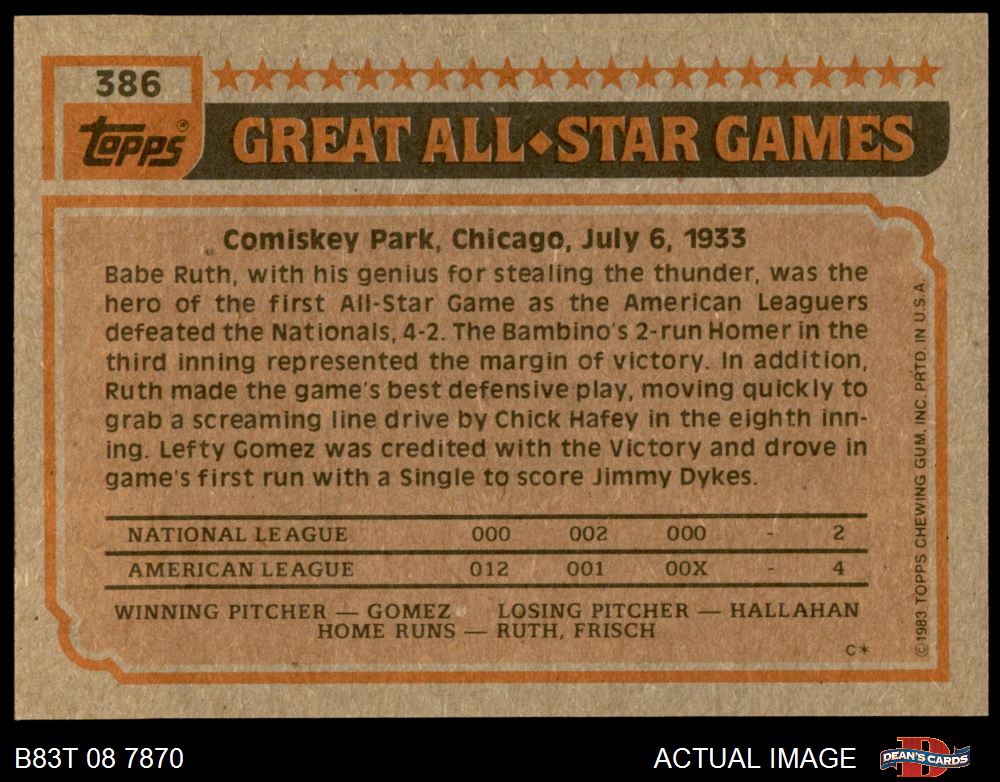 386
topps®
GREAT ALL◆STAR GAMES
Comiskey Park, Chicago, July 6, 1933
Babe Ruth, with his genius for stealing the thunder, was the
hero of the first All-Star Game as the American Leaguers
defeated the Nationals, 4-2. The Bambino's 2-run Homer in the
third inning represented the margin of victory. In addition,
Ruth made the game's best defensive play, moving quickly to
grab a screaming line drive by Chick Hafey in the eighth inn-
ing. Lefty Gomez was credited with the Victory and drove in
game's first run with a Single to score Jimmy Dykes.
NATIONAL LEAGUE 000 002 000 - 2
AMERICAN LEAGUE 012 001 00X - 4
WINNING PITCHER — GOMEZ LOSING PITCHER — HALLAHAN
HOME RUNS — RUTH, FRISCH
C*
©1983 TOPPS CHEWING GUM, INC. PRTD. IN U.S.A.
B83T 08 7870
ACTUAL IMAGE
DEAN'S CARDS